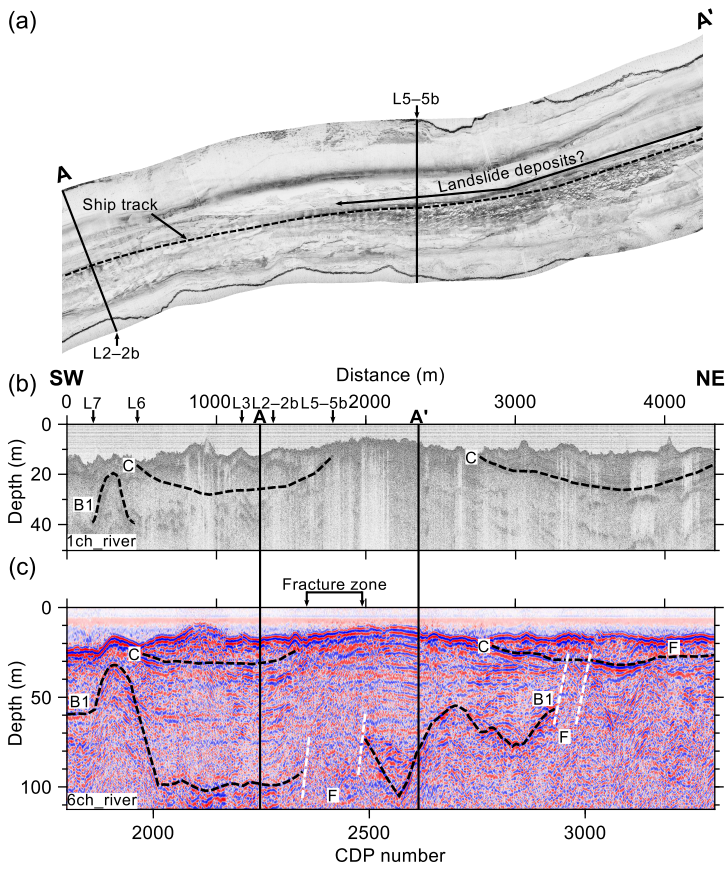 (a)
A'
L5–5b
Landslide deposits?
A
Ship track
L2–2b
(b)
SW
Distance (m)
NE
0 1000 2000 3000 4000
L7 L6 L3 L2–2b L5–5b
A A'
0
20
40
Depth (m)
C
B1
C
1ch_river
(c)
Fracture zone
0
50
100
Depth (m)
C
C
F
B1
B1
F
F
6ch_river
2000 2500 3000
CDP number